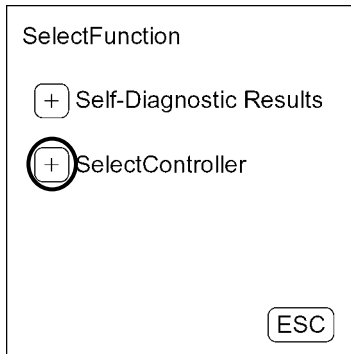 SelectFunction
+ Self-Diagnostic Results
+ SelectController
ESC